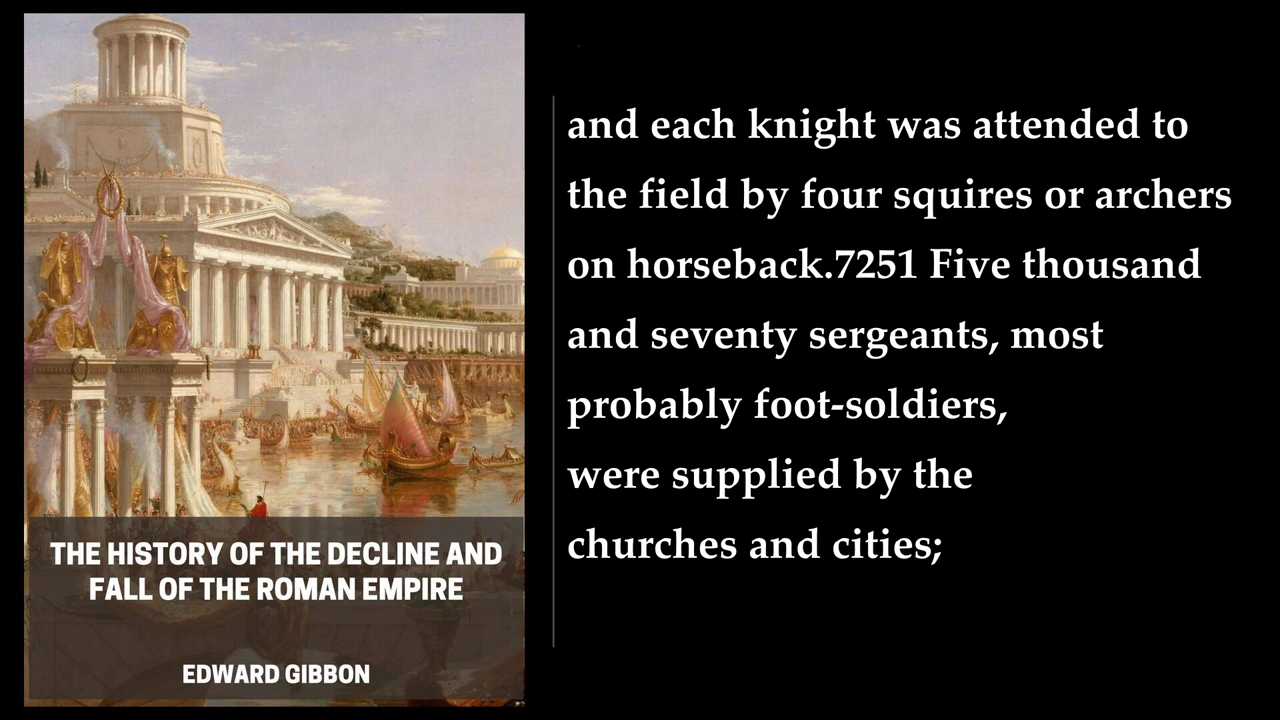 and each knight was attended to
the field by four squires or archers
on horseback.7251 Five thousand
and seventy sergeants, most
probably foot-soldiers,
were supplied by the
churches and cities;
THE HISTORY OF THE DECLINE AND
FALL OF THE ROMAN EMPIRE
EDWARD GIBBON